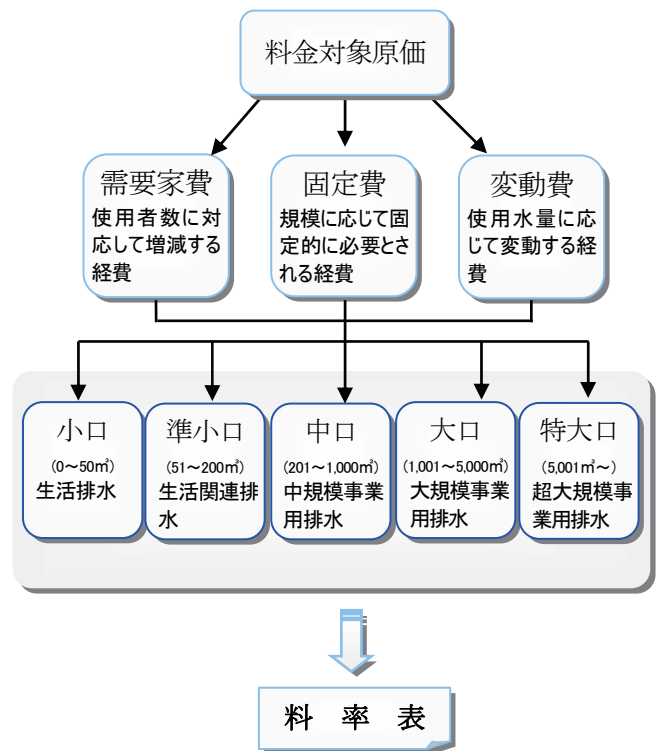 料金対象原価
需要家費
使用者数に対
応して増減する
経費
固定費
規模に応じて固
定的に必要とさ
れる経費
変動費
使用水量に応
じて変動する経
費
小口
(0~50㎥)
生活排水
準小口
(51~200㎥)
生活関連排
水
中口
(201~1,000㎥)
中規模事業
用排水
大口
(1,001~5,000㎥)
大規模事業
用排水
特大口
(5,001㎥~)
超大規模事
業用排水
料 率 表